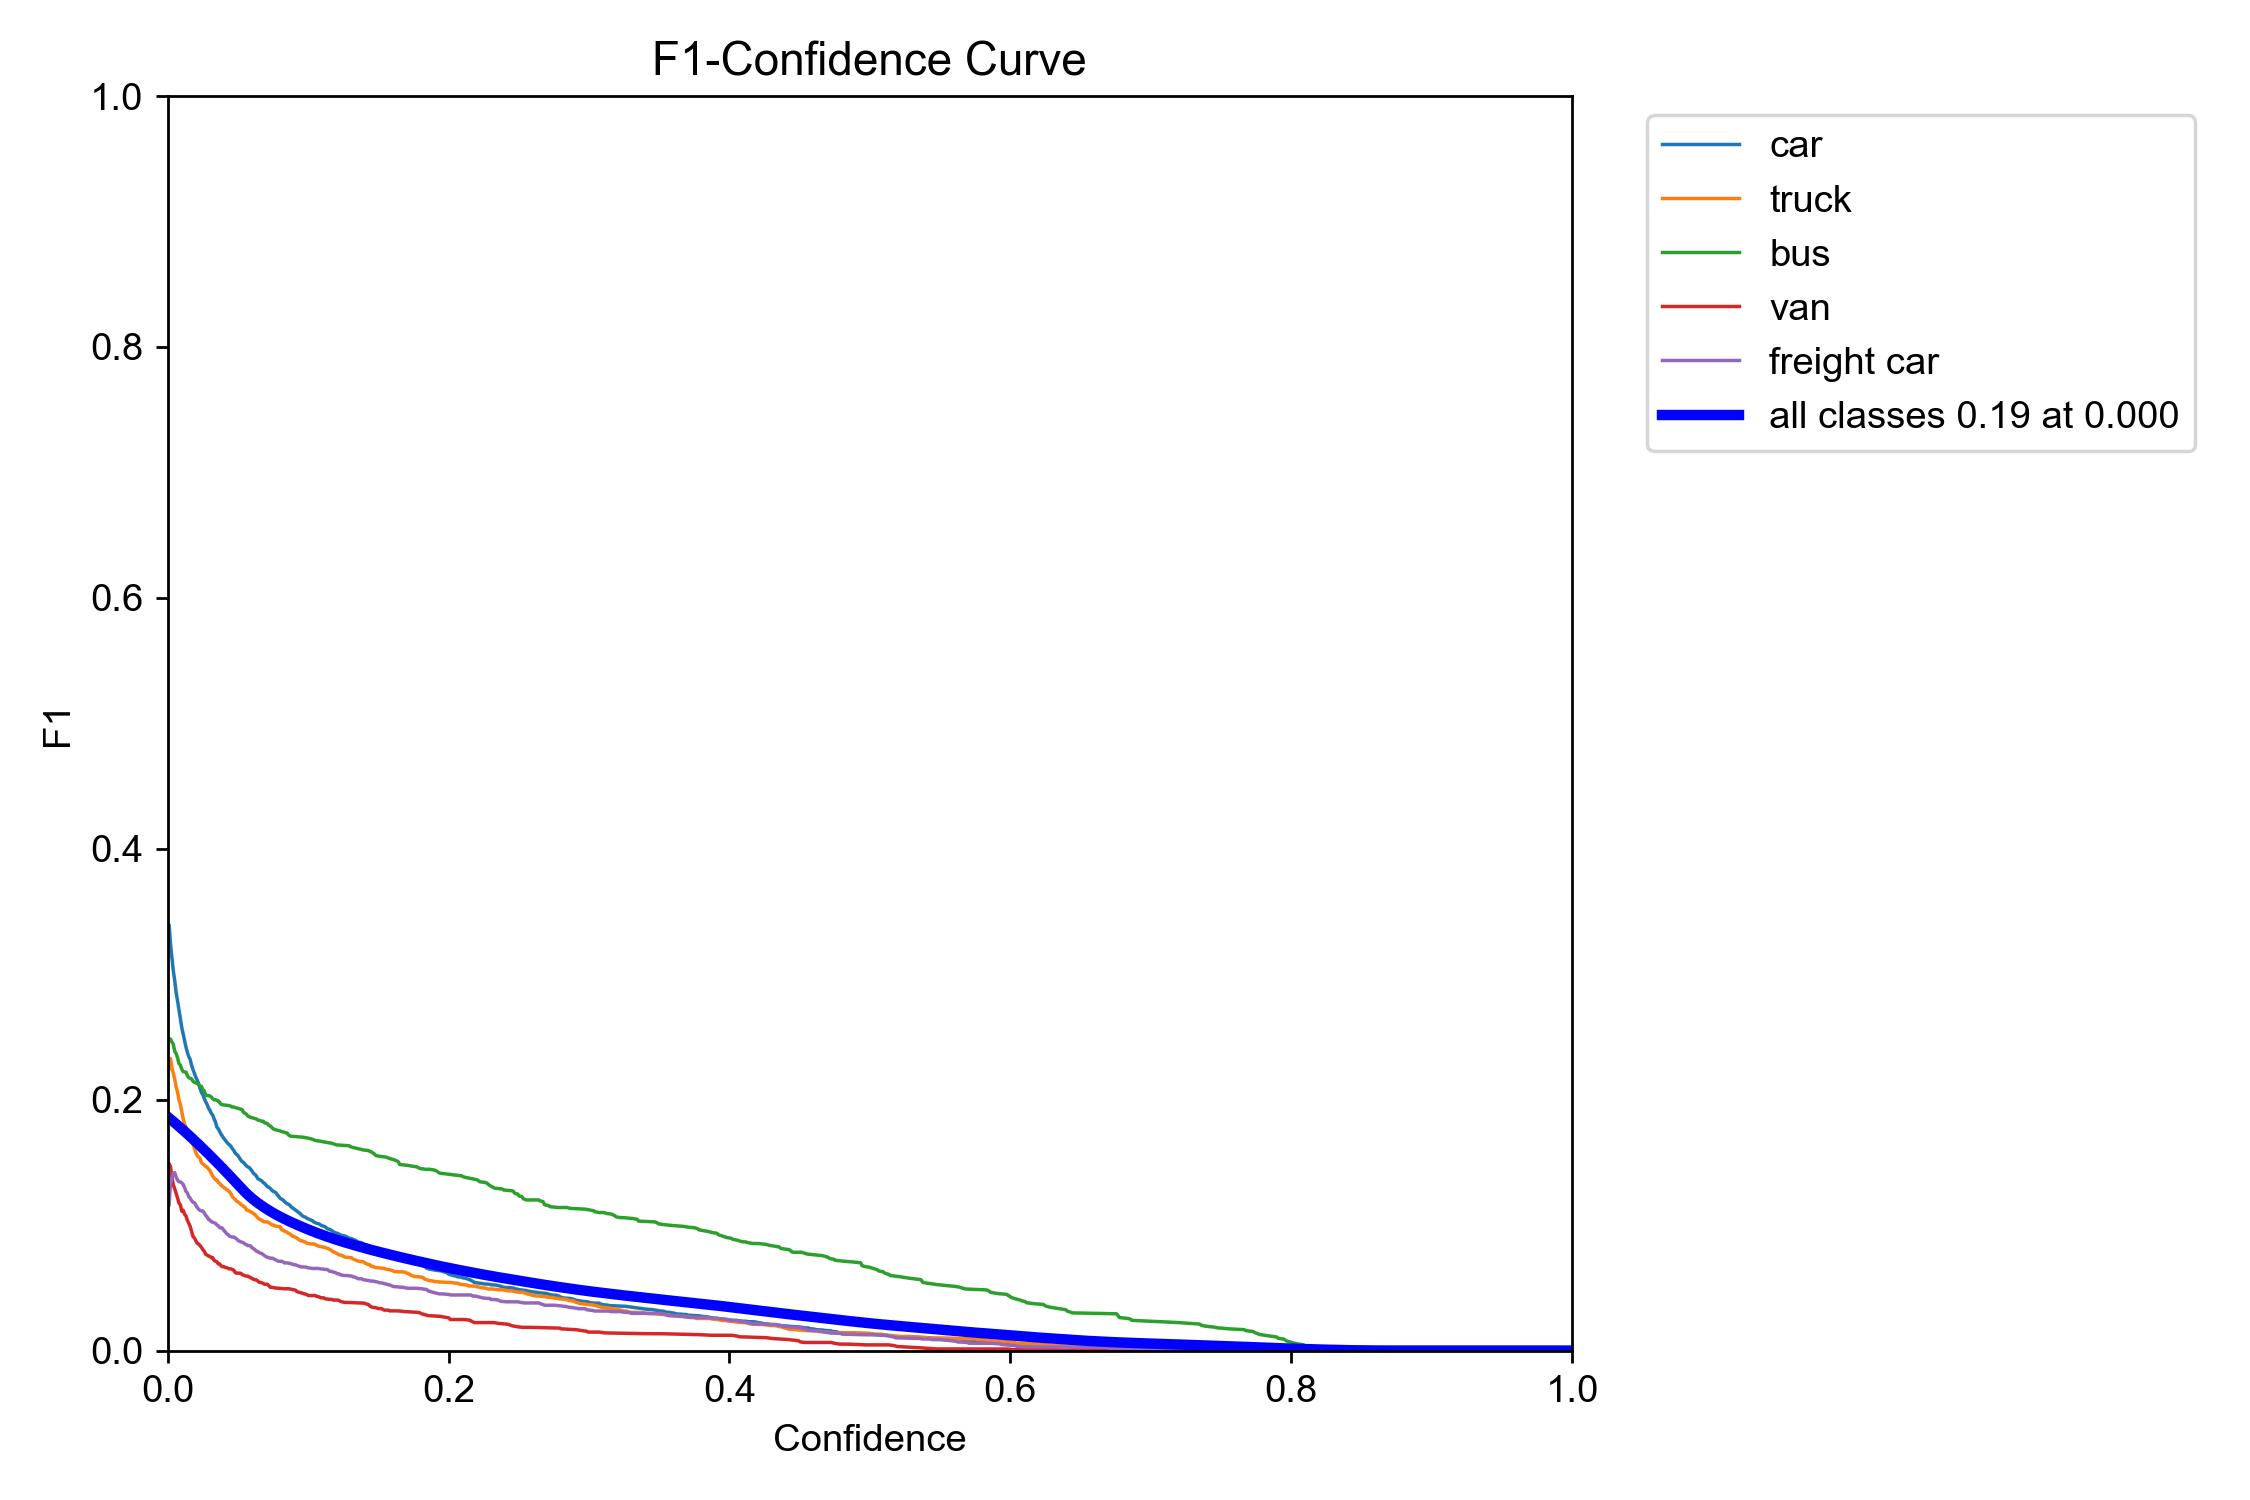 F1-Confidence Curve
1.0
0.8
0.6
0.4
0.2
0.0
F1
0.0 0.2 0.4 0.6 0.8 1.0
Confidence
car
truck
bus
van
freight car
all classes 0.19 at 0.000